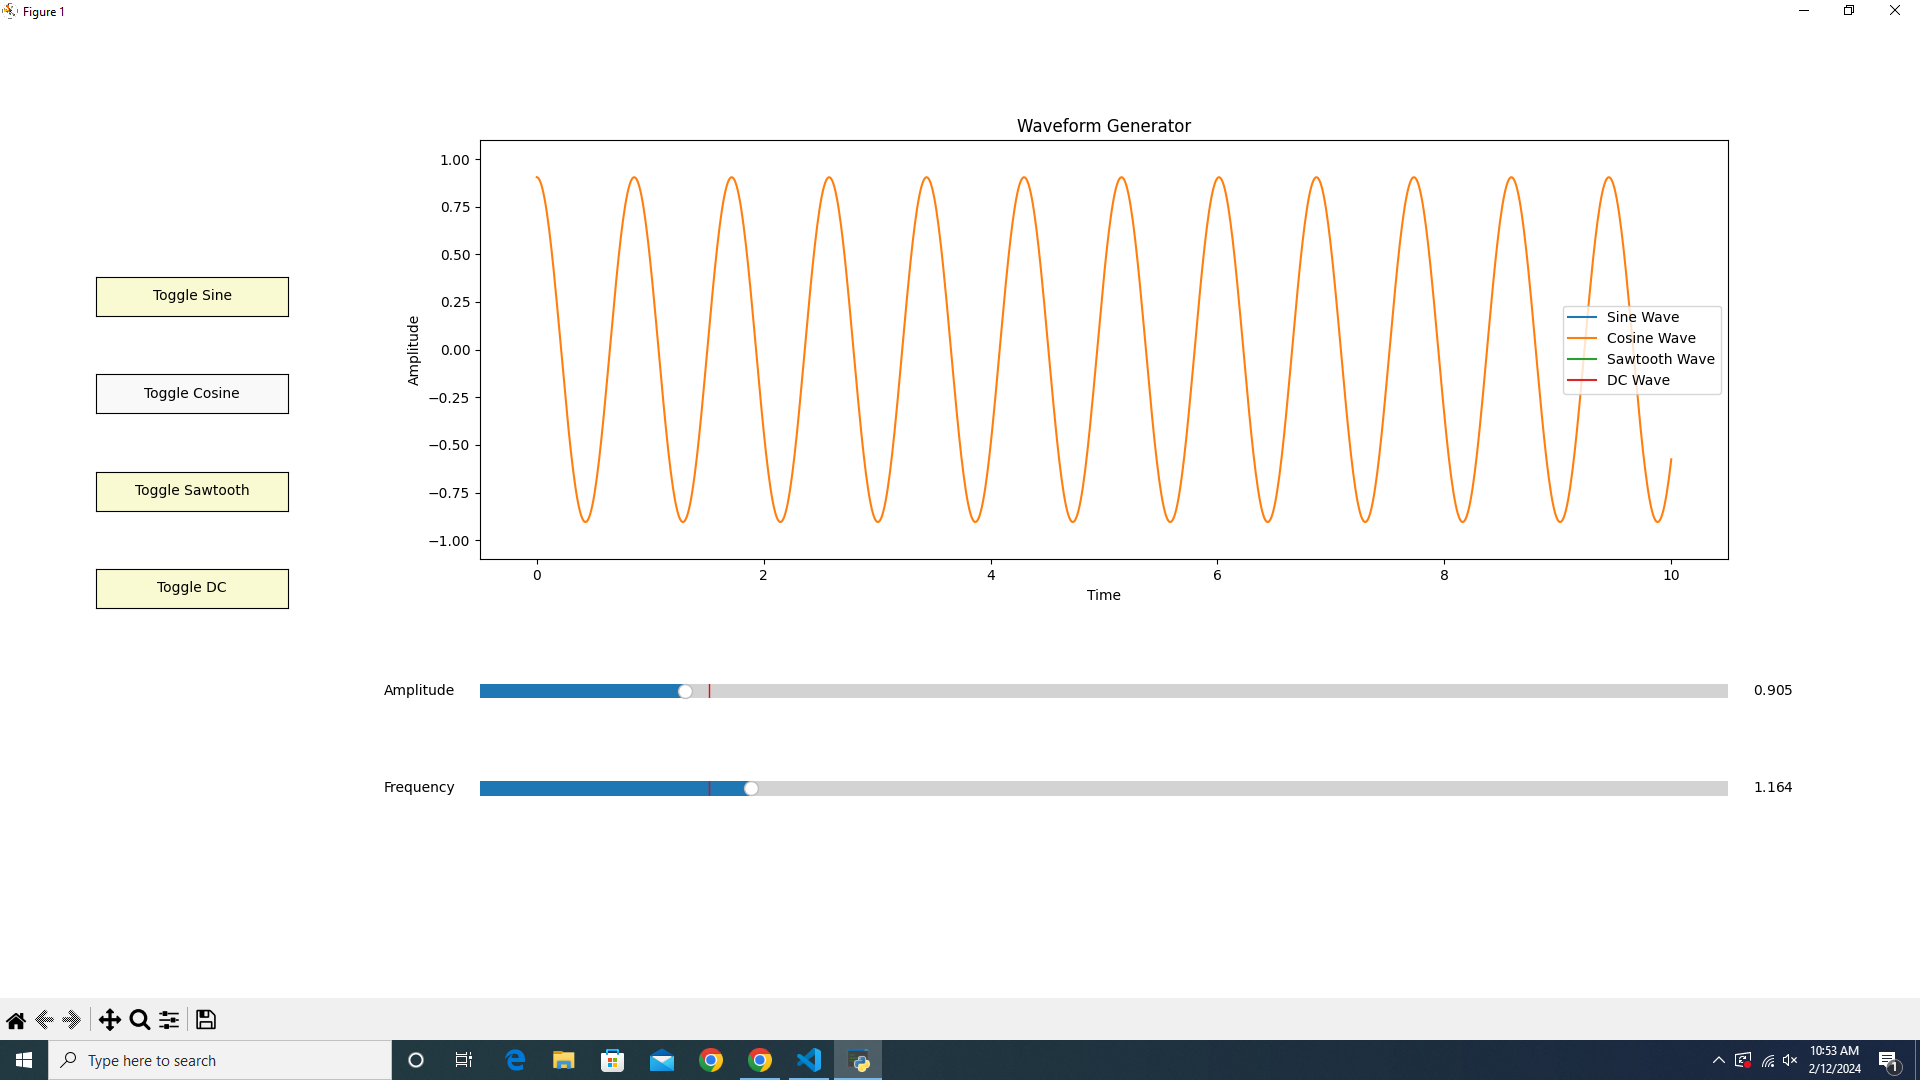 Figure 1
Waveform Generator
1.00
0.75
0.50
0.25
0.00
−0.25
−0.50
−0.75
−1.00
Amplitude
0 2 4 6 8 10
Time
Sine Wave
Cosine Wave
Sawtooth Wave
DC Wave
Toggle Sine
Toggle Cosine
Toggle Sawtooth
Toggle DC
Amplitude 0.905
Frequency 1.164
Type here to search
10:53 AM
2/12/2024
1